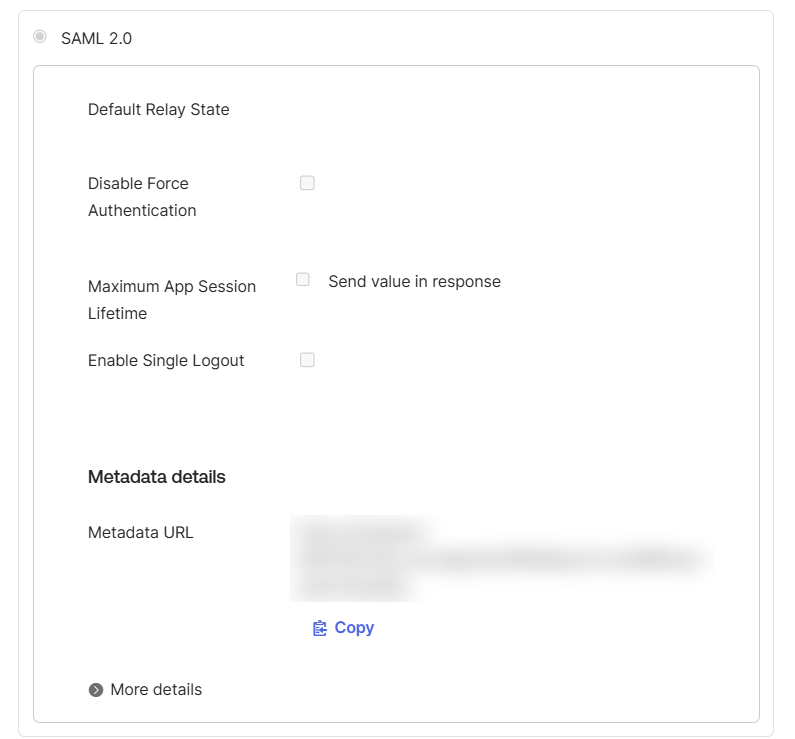 SAML 2.0
Default Relay State
Disable Force
Authentication
Maximum App Session
Lifetime
Send value in response
Enable Single Logout
Metadata details
Metadata URL
Copy
More details